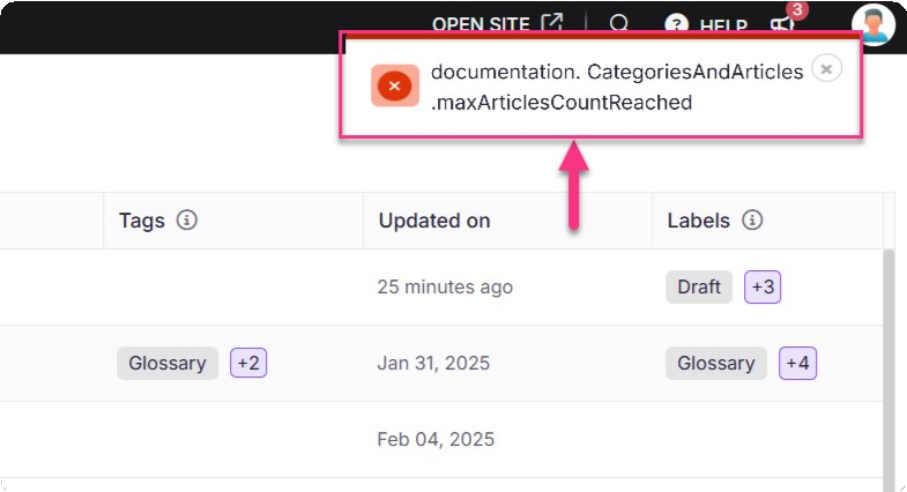 OPEN SITE HELP 3
documentation. CategoriesAndArticles
.maxArticlesCountReached
Tags Updated on Labels
25 minutes ago Draft +3
Glossary +2 Jan 31, 2025 Glossary +4
Feb 04, 2025